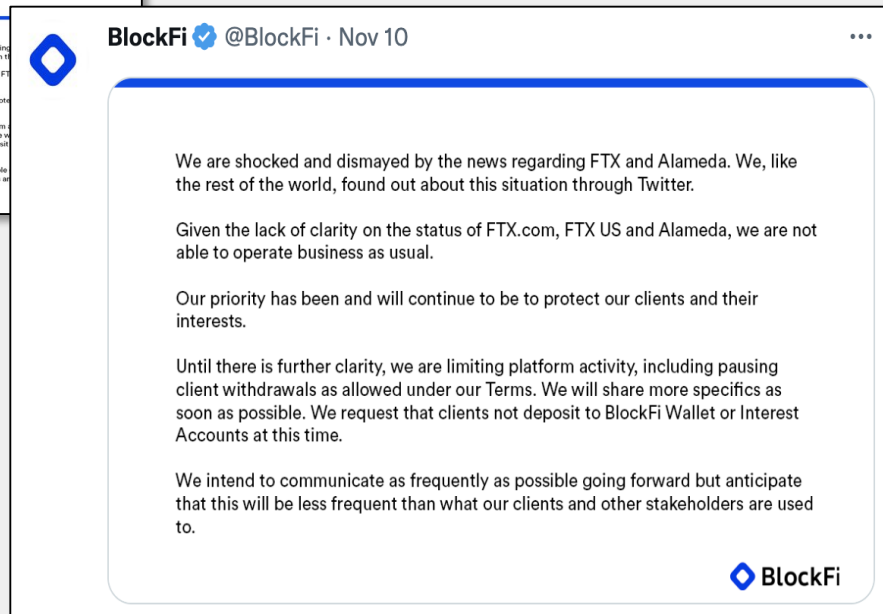 BlockFi @BlockFi · Nov 10
We are shocked and dismayed by the news regarding FTX and Alameda. We, like
the rest of the world, found out about this situation through Twitter.
Given the lack of clarity on the status of FTX.com, FTX US and Alameda, we are not
able to operate business as usual.
Our priority has been and will continue to be to protect our clients and their
interests.
Until there is further clarity, we are limiting platform activity, including pausing
client withdrawals as allowed under our Terms. We will share more specifics as
soon as possible. We request that clients not deposit to BlockFi Wallet or Interest
Accounts at this time.
We intend to communicate as frequently as possible going forward but anticipate
that this will be less frequent than what our clients and other stakeholders are used
to.
BlockFi